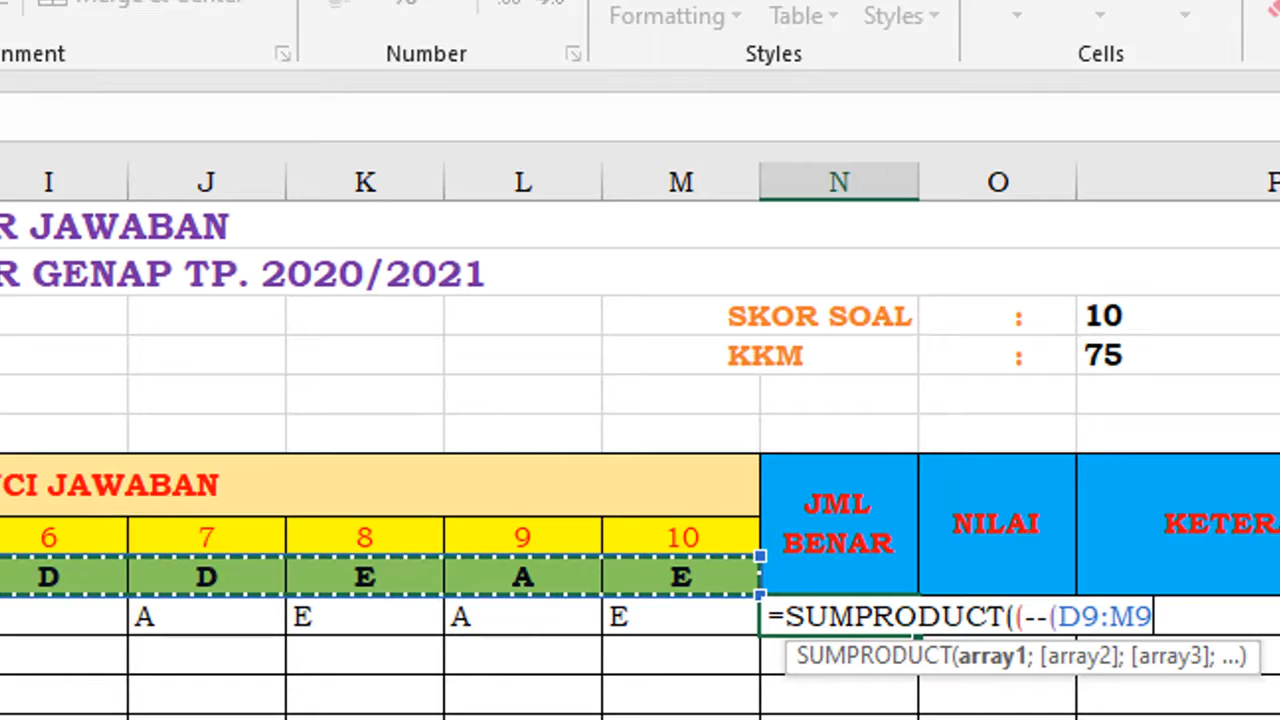 Formatting Table Styles
Number Styles Cells
I J K L M N O
JAWABAN
GENAP TP. 2020/2021
SKOR SOAL : 10
KKM : 75
JAWABAN
JML BENAR
NILAI
6 7 8 9 10
D D E A E
A E A E =SUMPRODUCT((--(D9:M9
SUMPRODUCT(array1; [array2]; [array3]; ...)